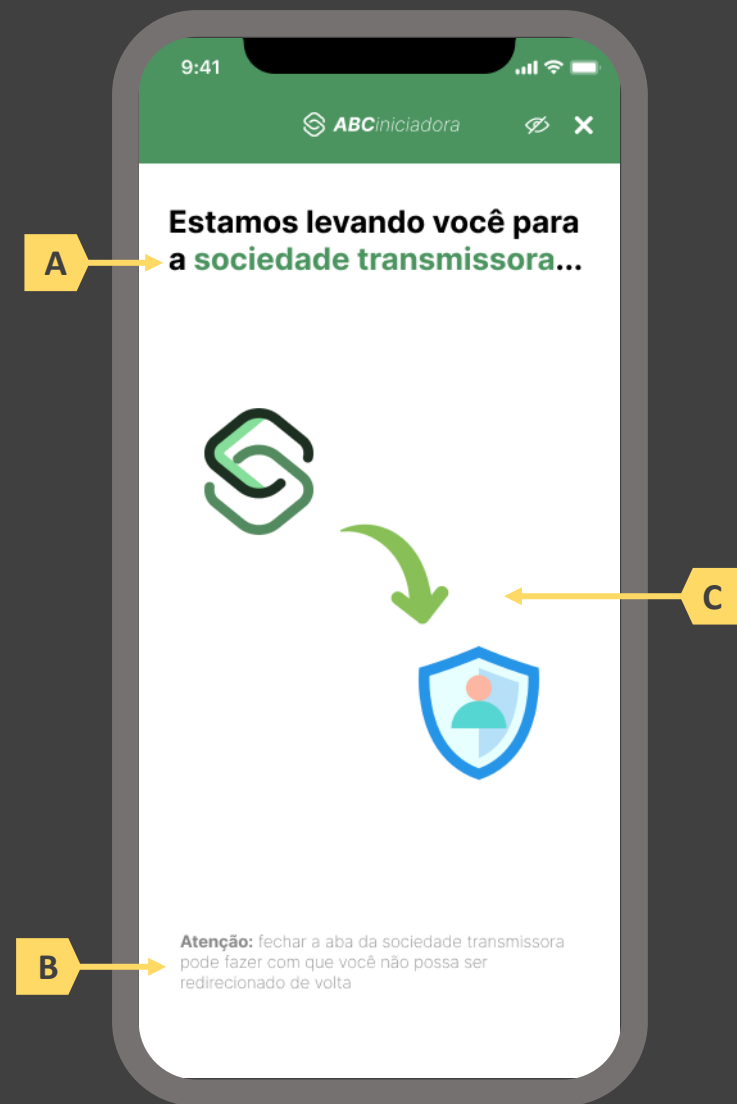 9:41
ABCiniciadora
Estamos levando você para
A
a sociedade transmissora...
C
Atenção: fechar a aba da sociedade transmissora
B
pode fazer com que você não possa ser
redirecionado de volta